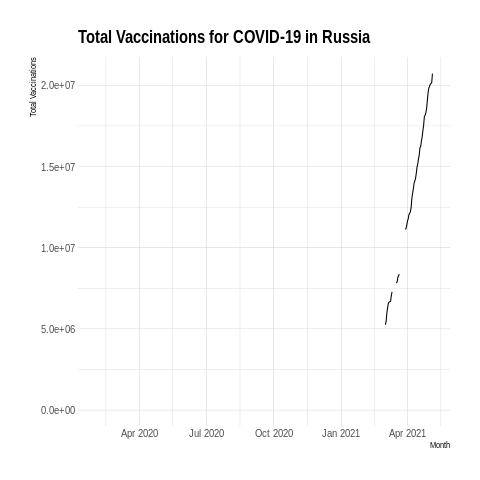 Total Vaccinations for COVID-19 in Russia
Total Vaccinations
2.0e+07
1.5e+07
1.0e+07
5.0e+06
0.0e+00
Apr 2020 Jul 2020 Oct 2020 Jan 2021 Apr 2021
Month